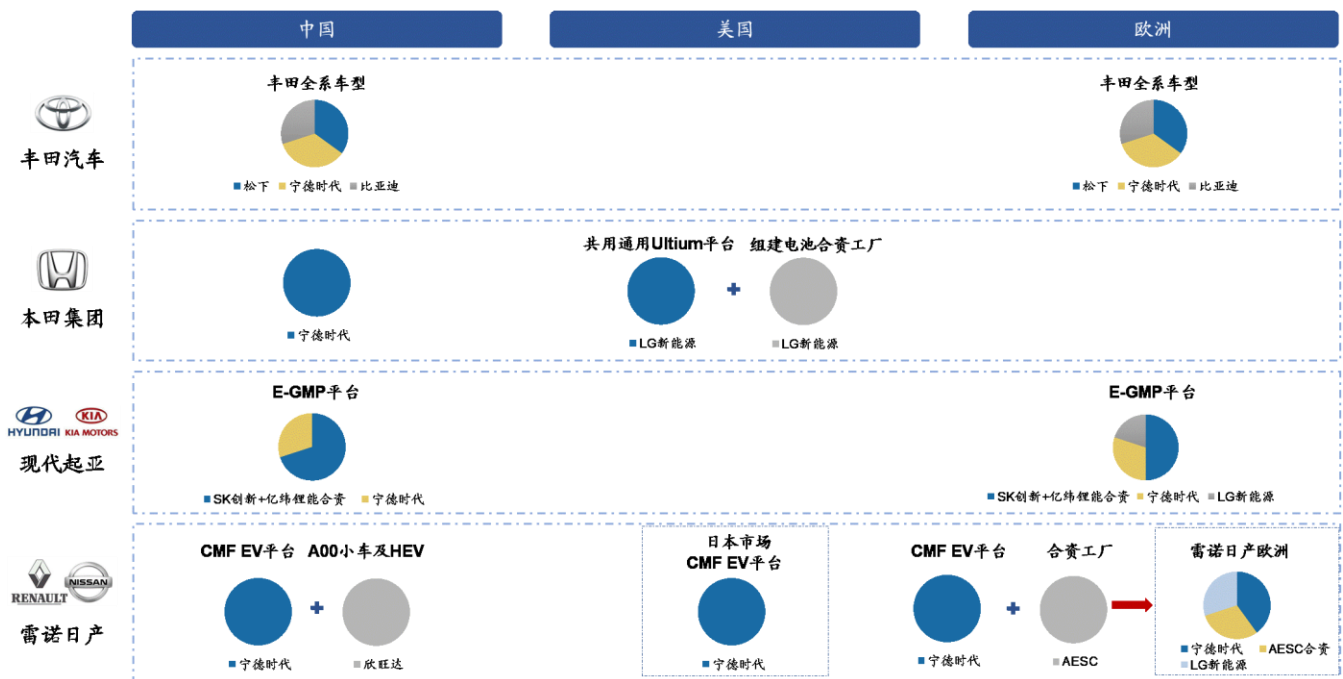 中国 美国 欧洲
丰田汽车
丰田全系车型
松下 宁德时代 比亚迪
丰田全系车型
松下 宁德时代 比亚迪
本田集团
宁德时代
共用通用Ultium平台 组建电池合资工厂
LG新能源 LG新能源
HYUNDAI KIA
KIA MOTORS
现代起亚
E-GMP平台
SK创新+亿纬锂能合资 宁德时代
E-GMP平台
SK创新+亿纬锂能合资 宁德时代 LG新能源
RENAULT NISSAN
雷诺日产
CMF EV平台 A00小车及HEV
宁德时代 欣旺达
日本市场
CMF EV平台
宁德时代
CMF EV平台 合资工厂
宁德时代 AESC
雷诺日产欧洲
宁德时代 AESC合资
LG新能源